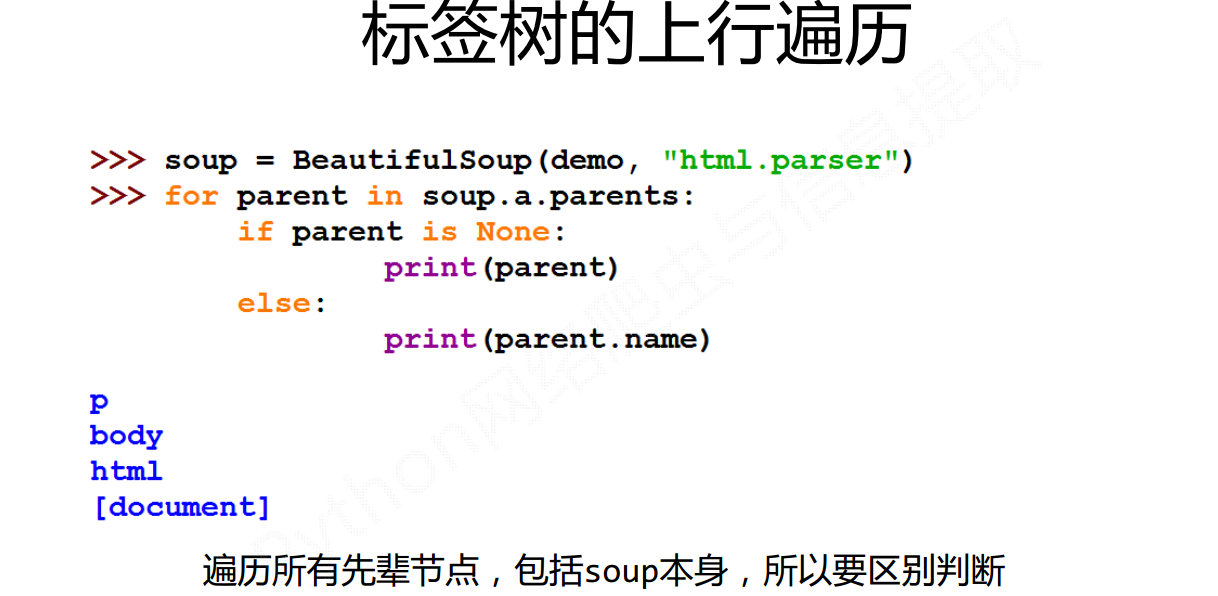 标签树的上行遍历
>>> soup = BeautifulSoup(demo, "html.parser")
>>> for parent in soup.a.parents:
        if parent is None:
                print(parent)
        else:
                print(parent.name)
p
body
html
[document]
遍历所有先辈节点，包括soup本身，所以要区别判断
Python网络爬虫与信息提取